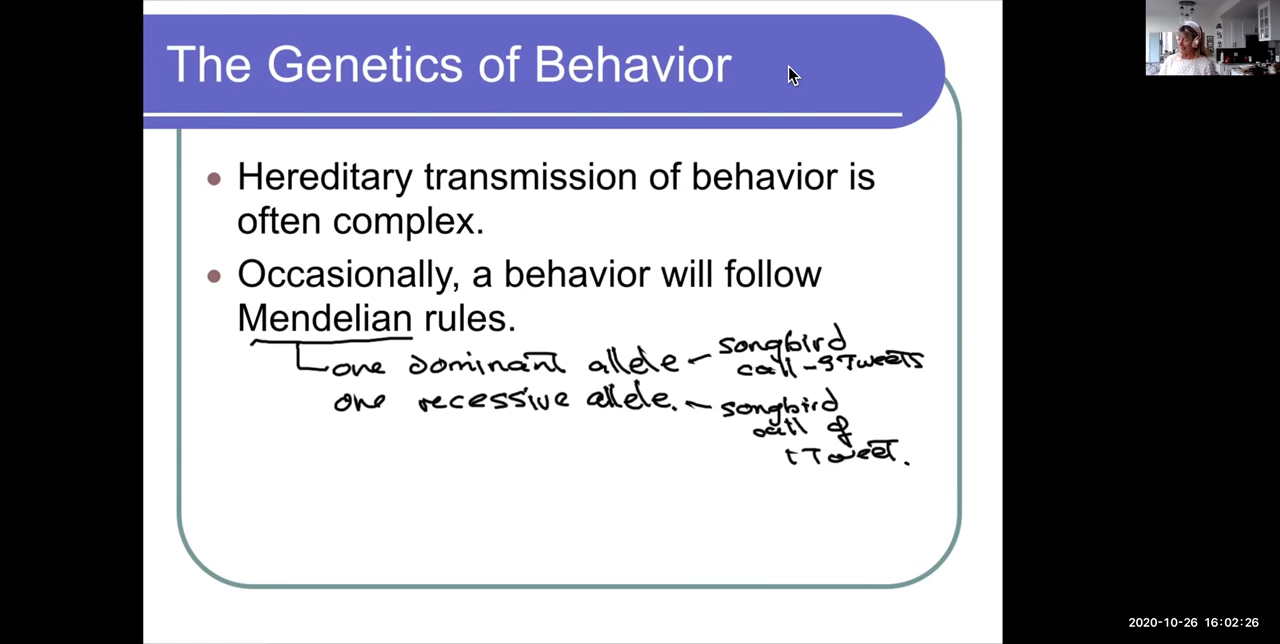 The Genetics of Behavior
Hereditary transmission of behavior is
often complex.
Occasionally, a behavior will follow
Mendelian rules.
one dominant allele – songbird
call – 3 Tweets
one recessive allele. – songbird
call of
1 Tweet.
2020-10-26 16:02:26